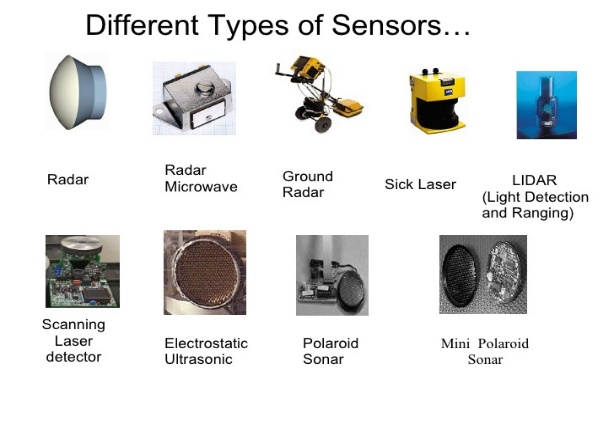 Different Types of Sensors…
Radar
Radar
Microwave
Ground
Radar
Sick Laser
LIDAR
(Light Detection
and Ranging)
Scanning
Laser
detector
Electrostatic
Ultrasonic
Polaroid
Sonar
Mini Polaroid
Sonar